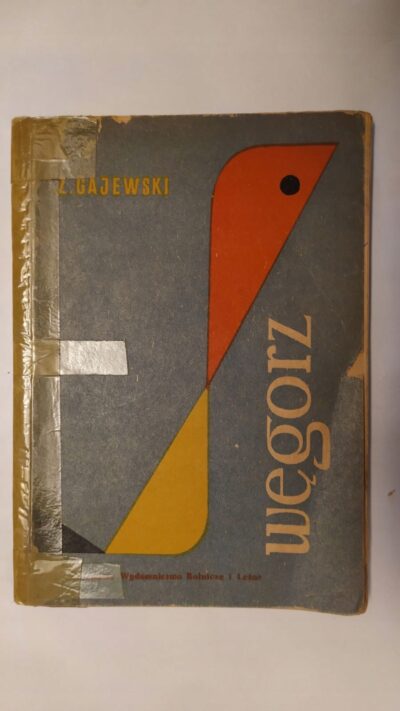 Z. GAJEWSKI
węgorz
Wydawnictwo Rolnicze i Leśne